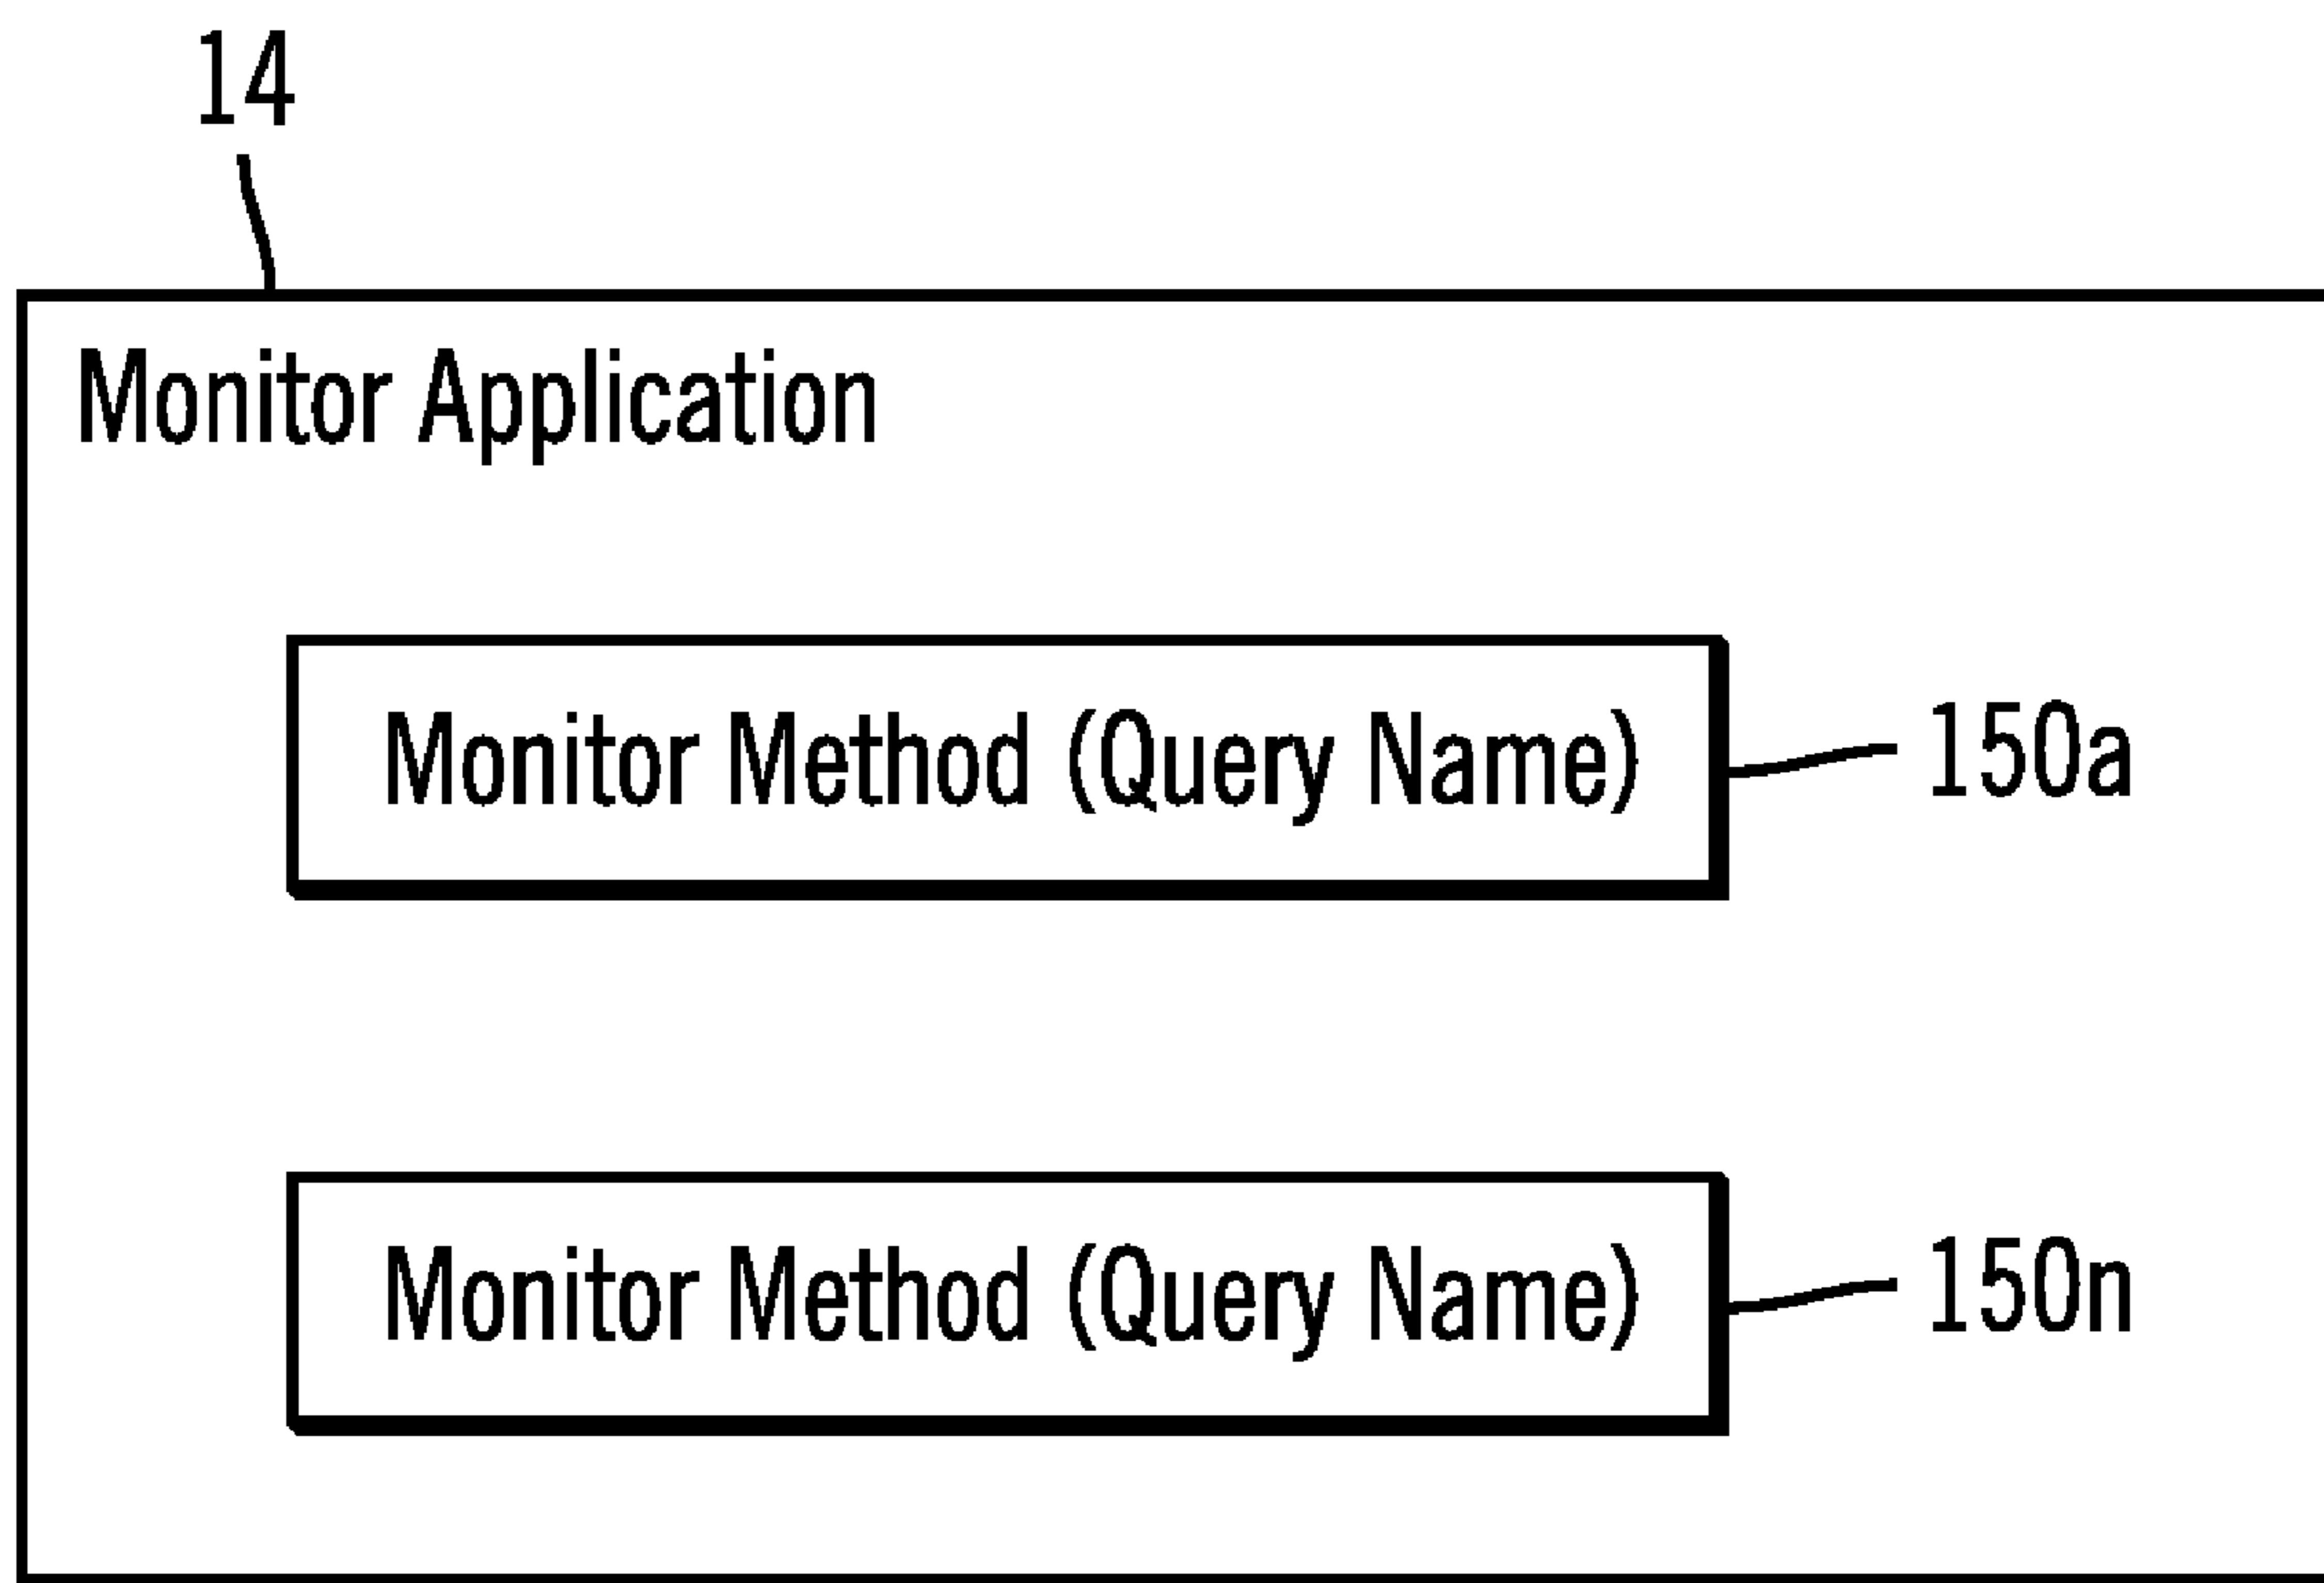 14
Monitor Application
Monitor Method (Query Name) 150a
Monitor Method (Query Name) 150n